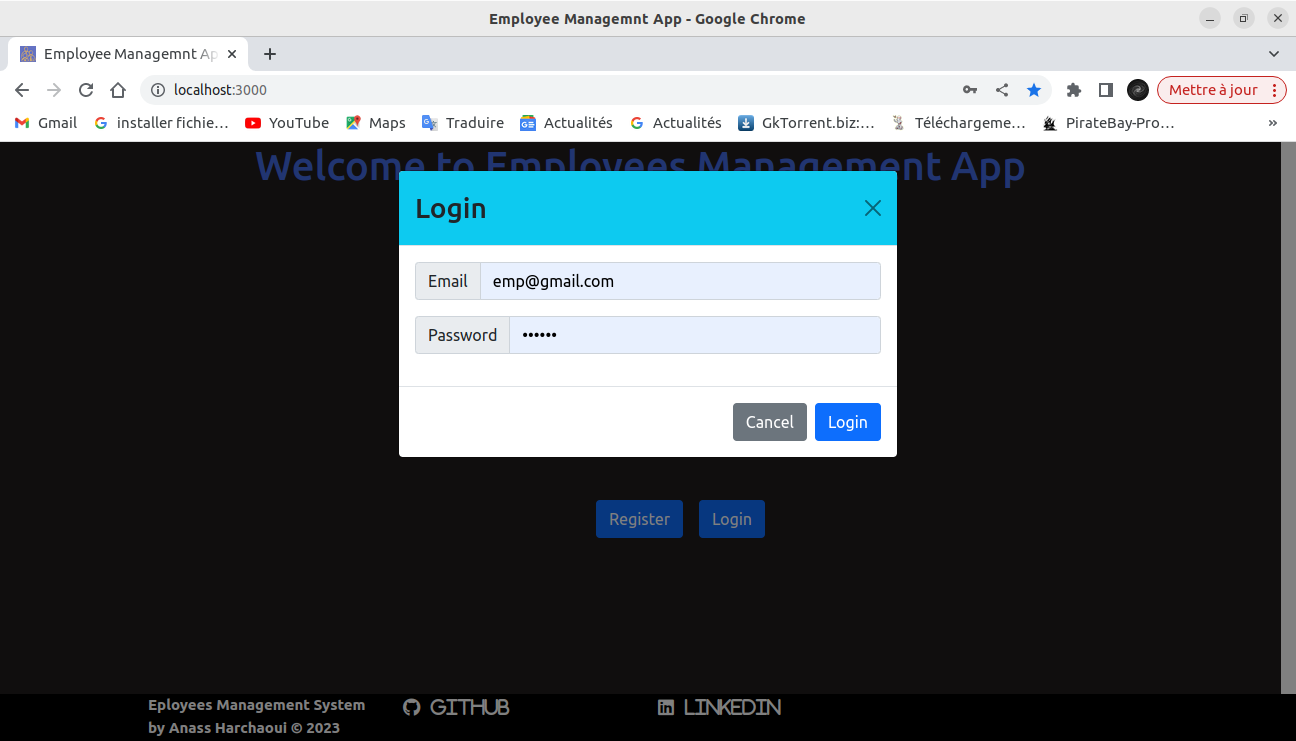 Employee Managemnt App - Google Chrome
Employee Managemnt Ap
localhost:3000
Mettre à jour
Gmail
installer fichie...
YouTube
Maps
Traduire
Actualités
Actualités
GkTorrent.biz:...
Téléchargeme...
PirateBay-Pro...
»
Welcome to Employees Management App
Login
Email
emp@gmail.com
Password
••••••
Cancel
Login
Register
Login
Eployees Management System
by Anass Harchaoui © 2023
GITHUB
LINKEDIN